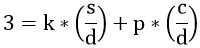 3 = k * (s/d) + p * (c/d)